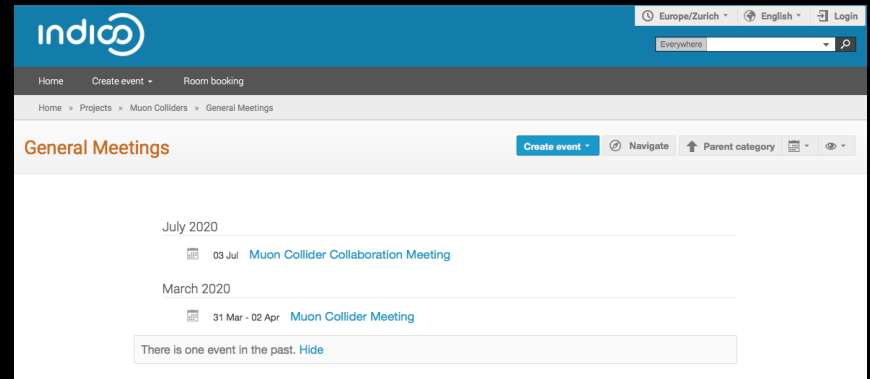 indico
Europe/Zurich English Login
Everywhere
Home Create event Room booking
Home » Projects » Muon Colliders » General Meetings
General Meetings
Create event Navigate Parent category
July 2020
03 Jul Muon Collider Collaboration Meeting
March 2020
31 Mar - 02 Apr Muon Collider Meeting
There is one event in the past. Hide